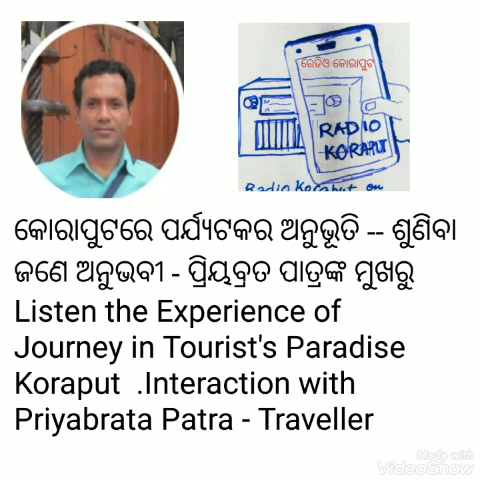 ରେଡିଓ କୋରାପୁଟ
RADIO
KORAPUT
Radio Koraput on
କୋରାପୁଟରେ ପର୍ଯ୍ୟଟକର ଅନୁଭୂତି -- ଶୁଣିବା
ଜଣେ ଅନୁଭବୀ - ପ୍ରିୟବ୍ରତ ପାତ୍ରଙ୍କ ମୁଖରୁ
Listen the Experience of
Journey in Tourist's Paradise
Koraput .Interaction with
Priyabrata Patra - Traveller
Made with
VideoShow